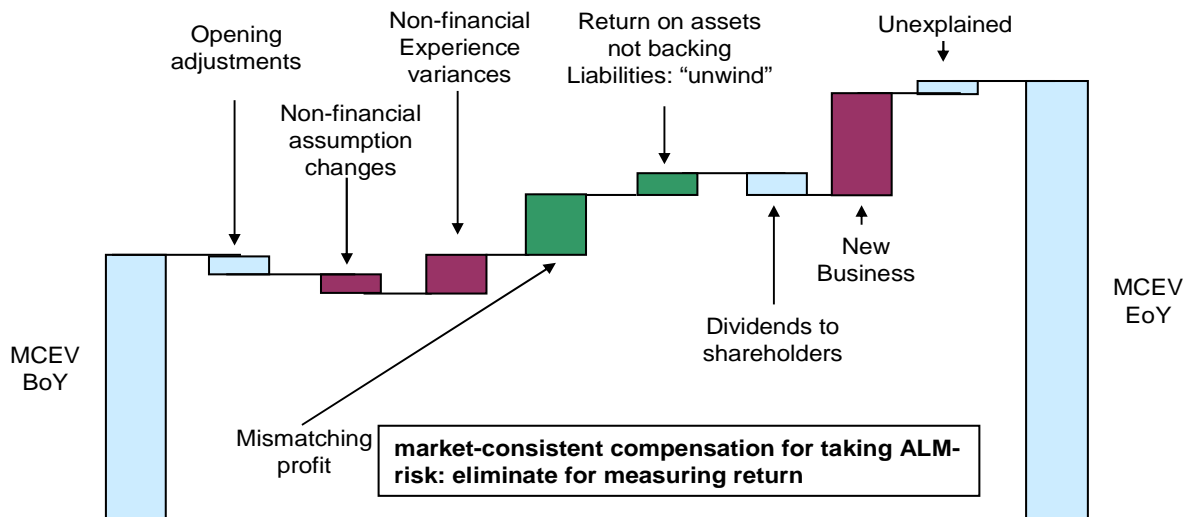 Opening
adjustments
Non-financial
assumption
changes
Non-financial
Experience
variances
Return on assets
not backing
Liabilities: “unwind”
Unexplained
MCEV
BoY
Mismatching
profit
Dividends to
shareholders
New
Business
MCEV
EoY
market-consistent compensation for taking ALM-
risk: eliminate for measuring return